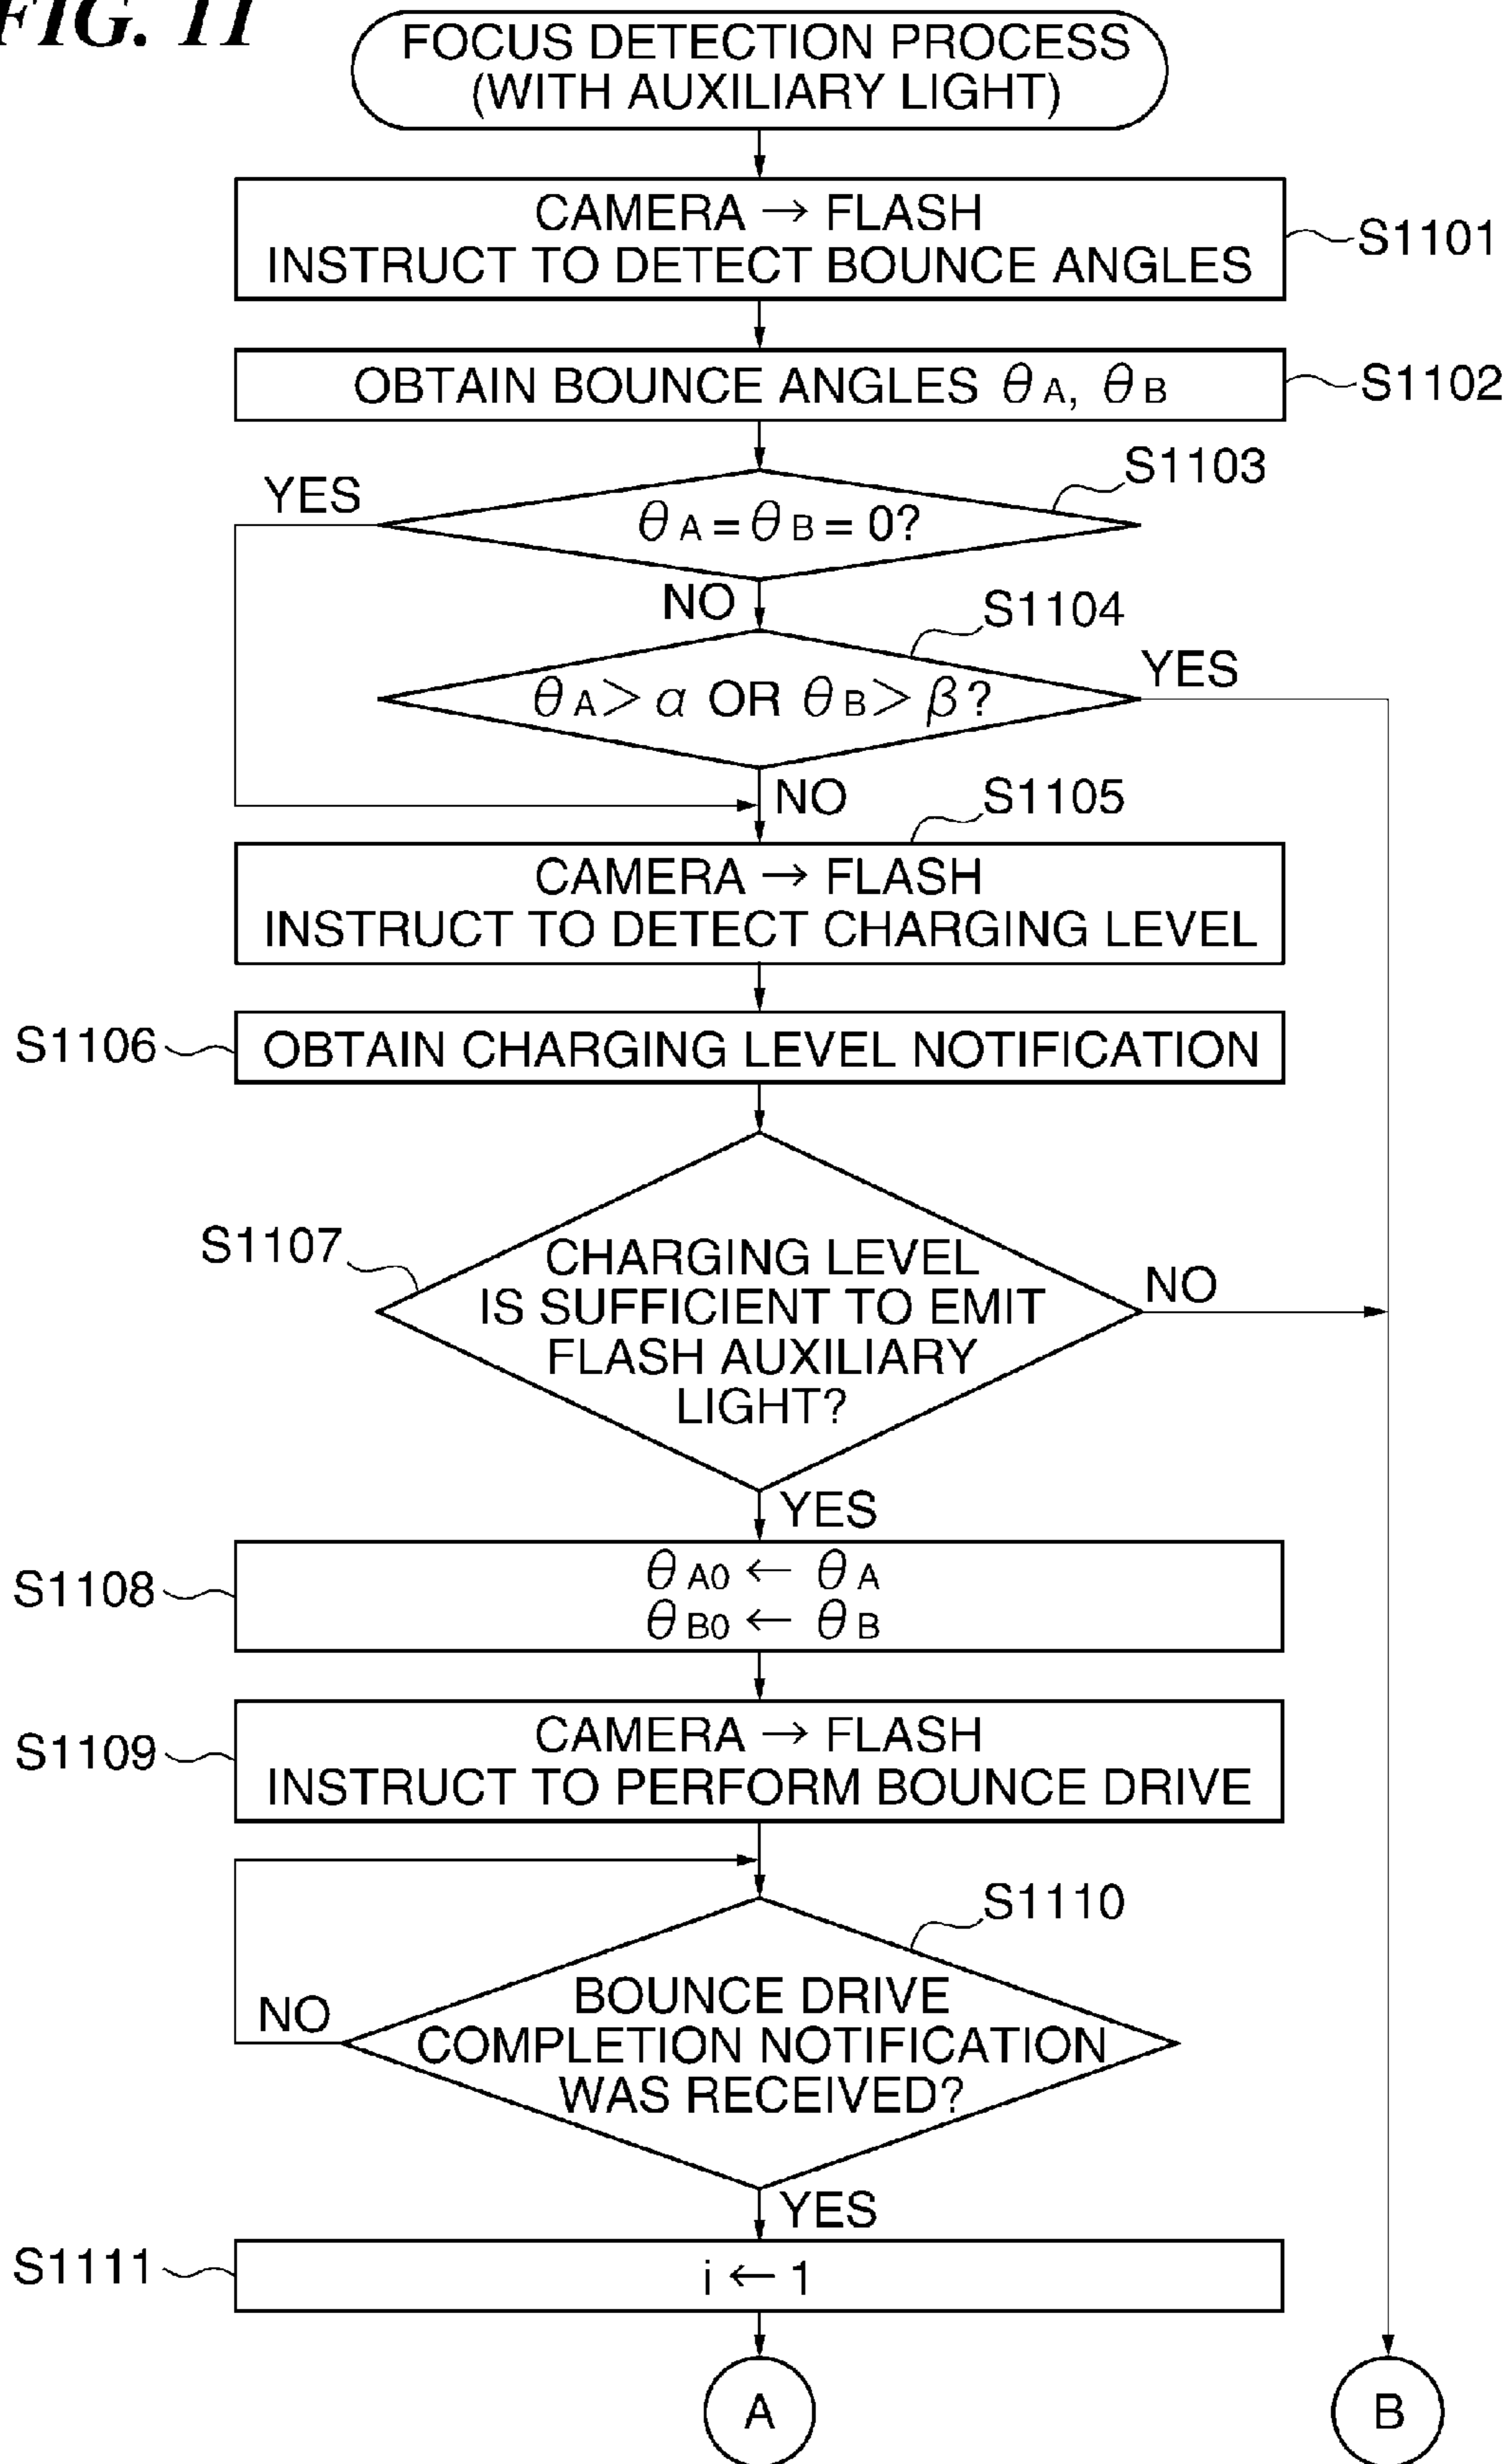 FIG. 11
FOCUS DETECTION PROCESS
(WITH AUXILIARY LIGHT)
CAMERA → FLASH
INSTRUCT TO DETECT BOUNCE ANGLES
S1101
OBTAIN BOUNCE ANGLES θA, θB
S1102
S1103
YES
θA = θB = 0?
NO
S1104
YES
θA > α OR θB > β?
NO
S1105
CAMERA → FLASH
INSTRUCT TO DETECT CHARGING LEVEL
S1106
OBTAIN CHARGING LEVEL NOTIFICATION
S1107
CHARGING LEVEL
IS SUFFICIENT TO EMIT
FLASH AUXILIARY
LIGHT?
NO
YES
S1108
θA0 ← θA
θB0 ← θB
S1109
CAMERA → FLASH
INSTRUCT TO PERFORM BOUNCE DRIVE
S1110
BOUNCE DRIVE
COMPLETION NOTIFICATION
WAS RECEIVED?
NO
YES
S1111
i ← 1
A
B